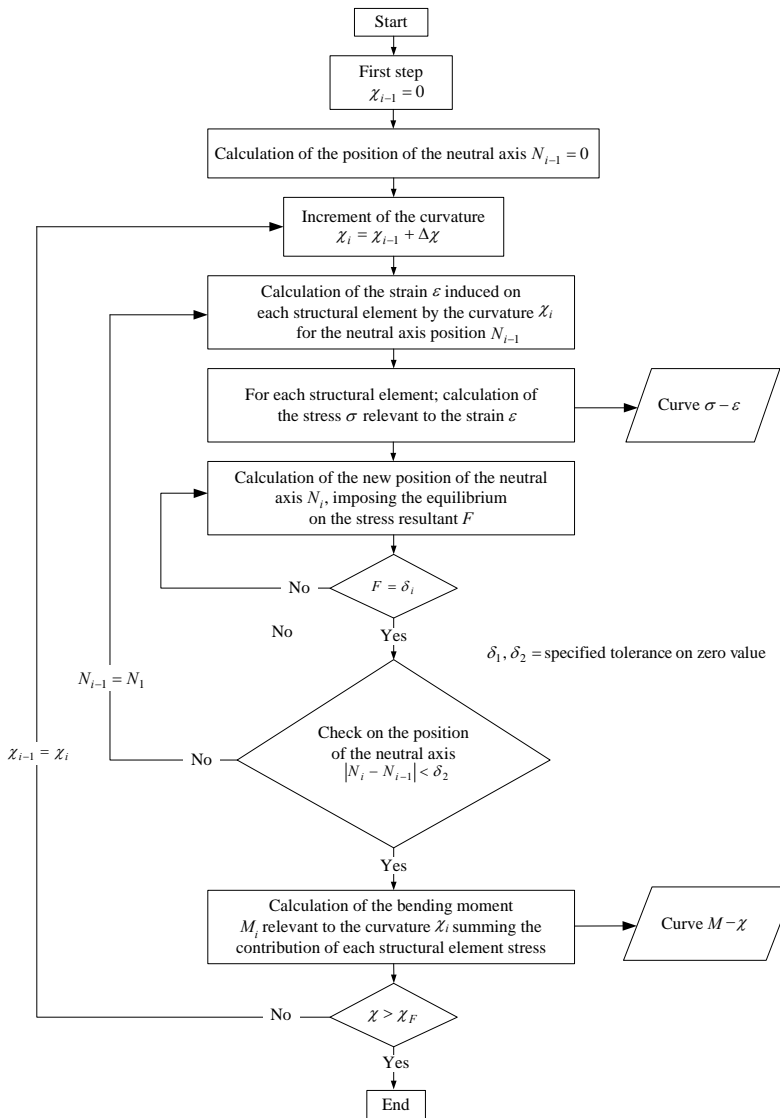 Start
First step
χᵢ₋₁ = 0
Calculation of the position of the neutral axis Nᵢ₋₁ = 0
Increment of the curvature
χᵢ = χᵢ₋₁ + Δχ
Calculation of the strain ε induced on
each structural element by the curvature χᵢ
for the neutral axis position Nᵢ₋₁
For each structural element; calculation of
the stress σ relevant to the strain ε
Curve σ – ε
Calculation of the new position of the neutral
axis Nᵢ, imposing the equilibrium
on the stress resultant F
No
F = δᵢ
No
Yes
δ₁, δ₂ = specified tolerance on zero value
Nᵢ₋₁ = N₁
χᵢ₋₁ = χᵢ
No
Check on the position
of the neutral axis
|Nᵢ – Nᵢ₋₁| < δ₂
Yes
Calculation of the bending moment
Mᵢ relevant to the curvature χᵢ summing the
contribution of each structural element stress
Curve M – χ
No
χ > χ_F
Yes
End